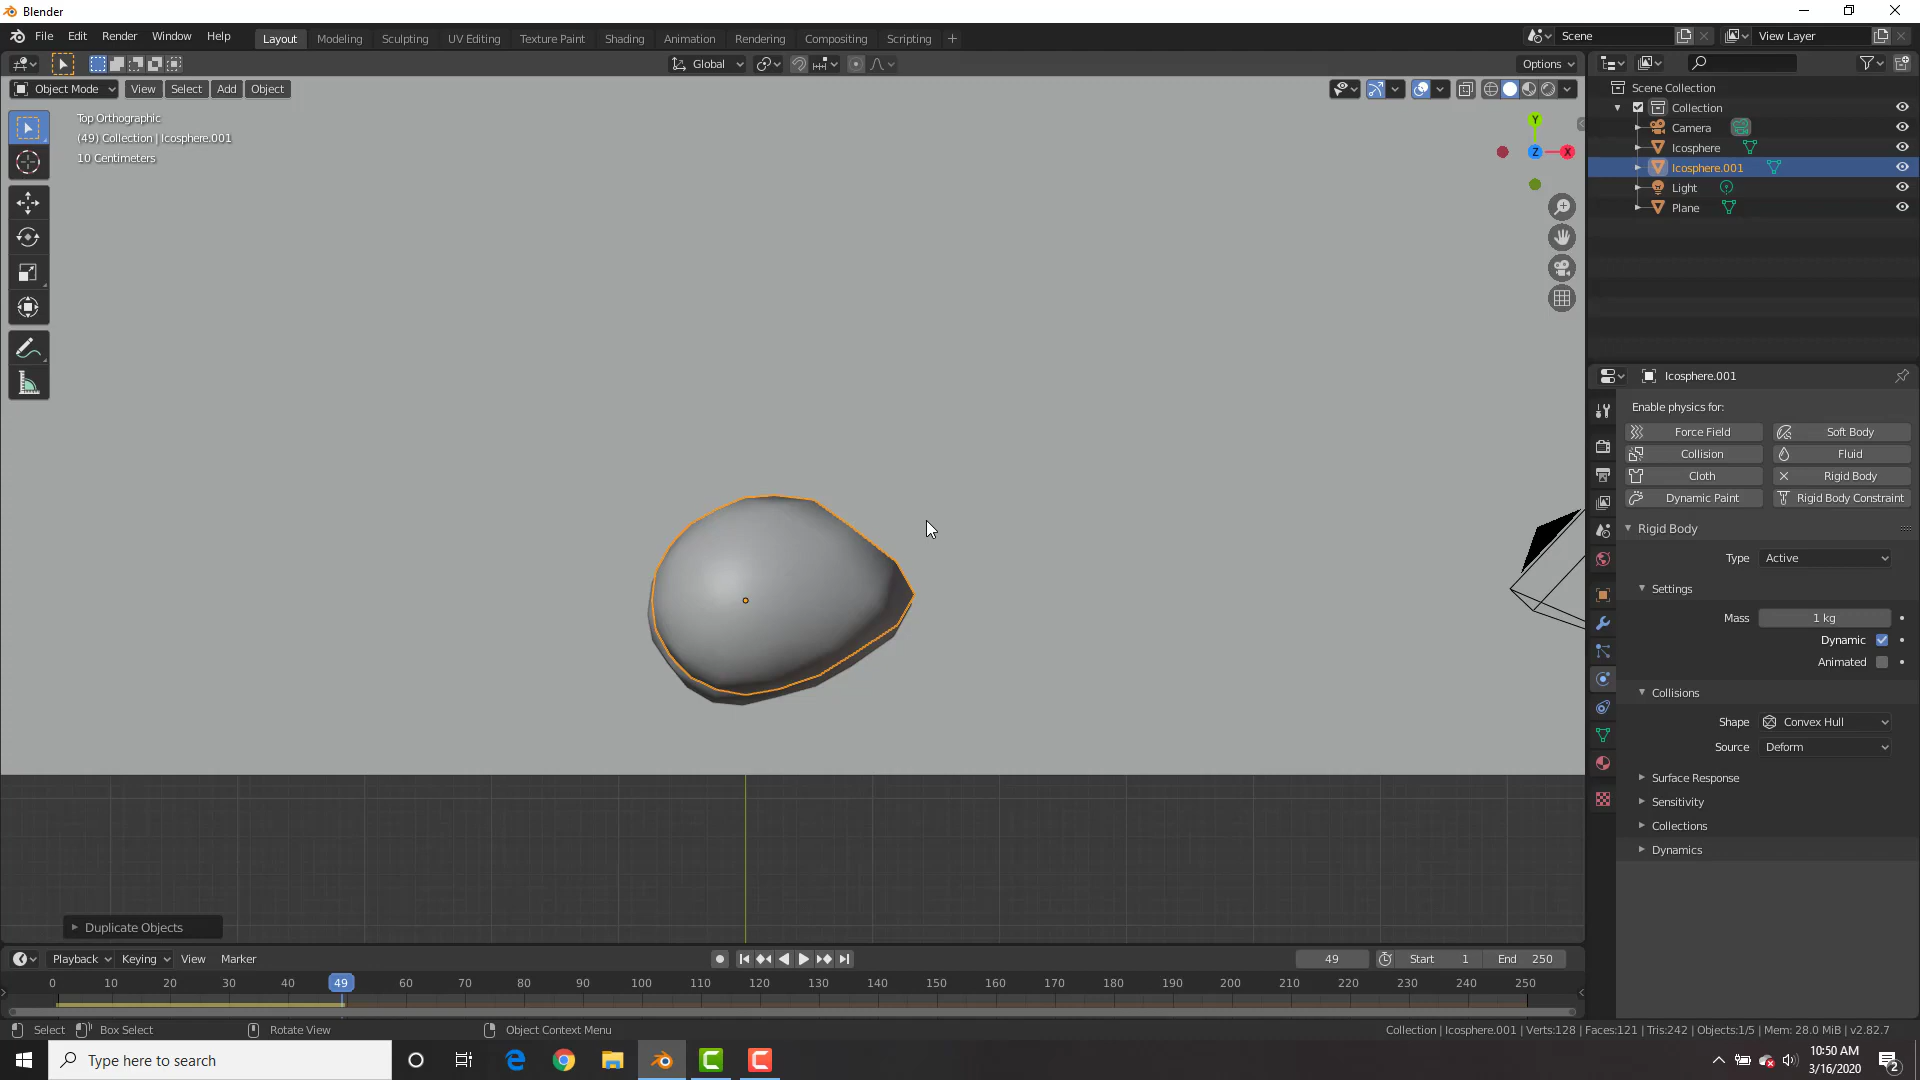 Blender
File Edit Render Window Help
Layout Modeling Sculpting UV Editing Texture Paint Shading Animation Rendering Compositing Scripting
Scene
View Layer
Global
Options
Object Mode View Select Add Object
Top Orthographic
(49) Collection | Icosphere.001
10 Centimeters
Y
Z
X
Scene Collection
Collection
Camera
Icosphere
Icosphere.001
Light
Plane
Icosphere.001
Enable physics for:
Force Field Soft Body
Collision Fluid
Cloth Rigid Body
Dynamic Paint Rigid Body Constraint
Rigid Body
Type Active
Settings
Mass 1 kg
Dynamic
Animated
Collisions
Shape Convex Hull
Source Deform
Surface Response
Sensitivity
Collections
Dynamics
Duplicate Objects
Playback Keying View Marker
49 Start 1 End 250
0 10 20 30 40 49 60 70 80 90 100 110 120 130 140 150 160 170 180 190 200 210 220 230 240 250
Select Box Select Rotate View Object Context Menu
Collection | Icosphere.001 | Verts:128 | Faces:121 | Tris:242 | Objects:1/5 | Mem: 28.0 MiB | v2.82.7
Type here to search
10:50 AM
3/16/2020
2